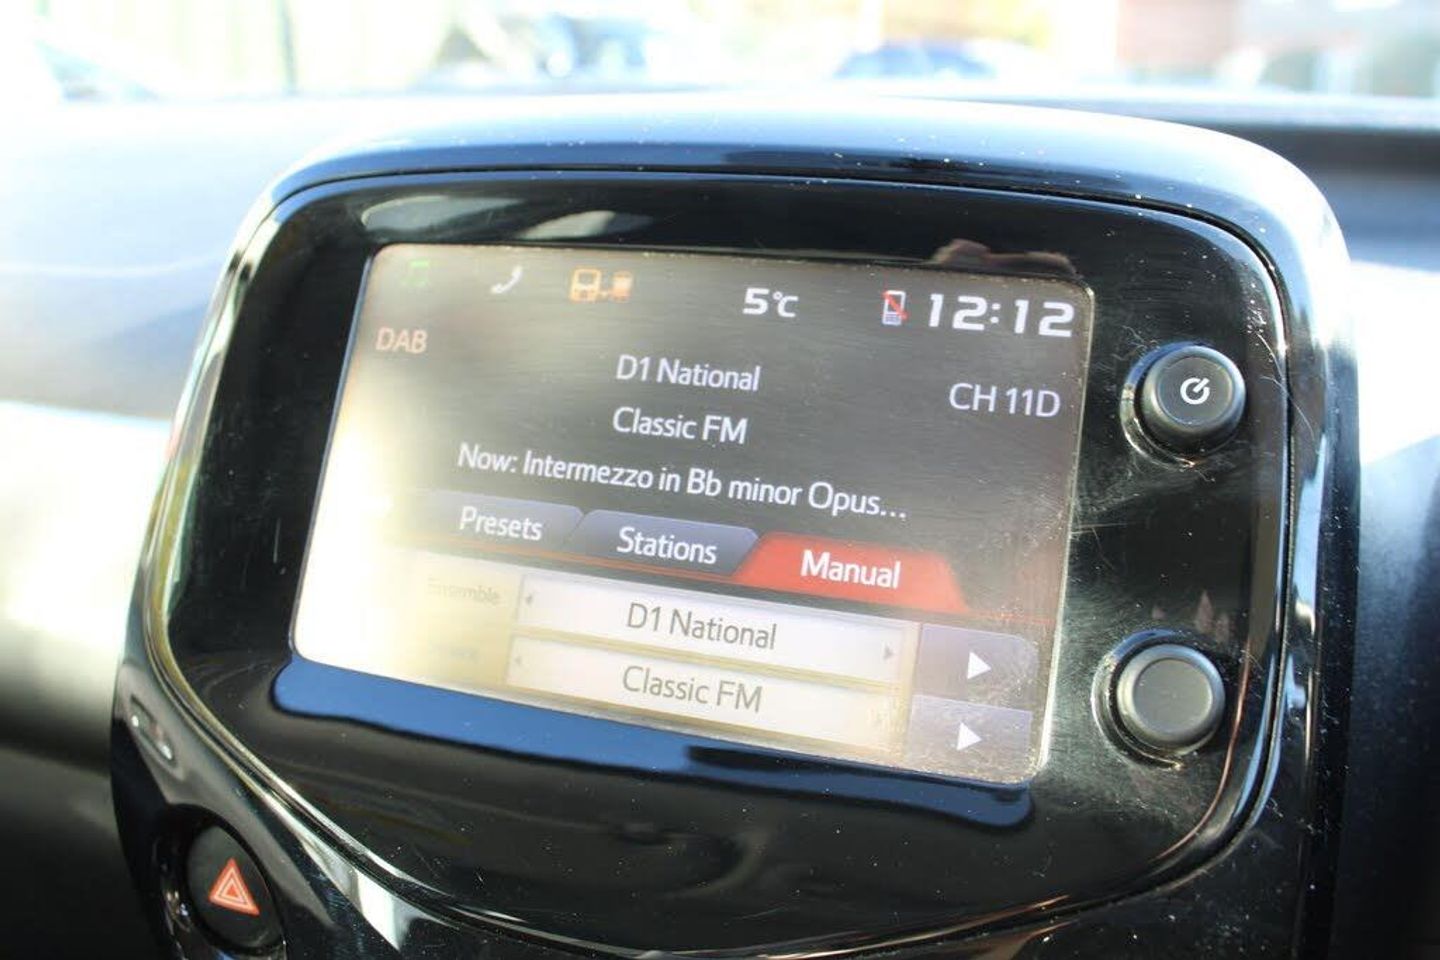 5°C
12:12
DAB
D1 National
CH 11D
Classic FM
Now: Intermezzo in Bb minor Opus...
Presets
Stations
Manual
Ensemble
D1 National
Classic FM